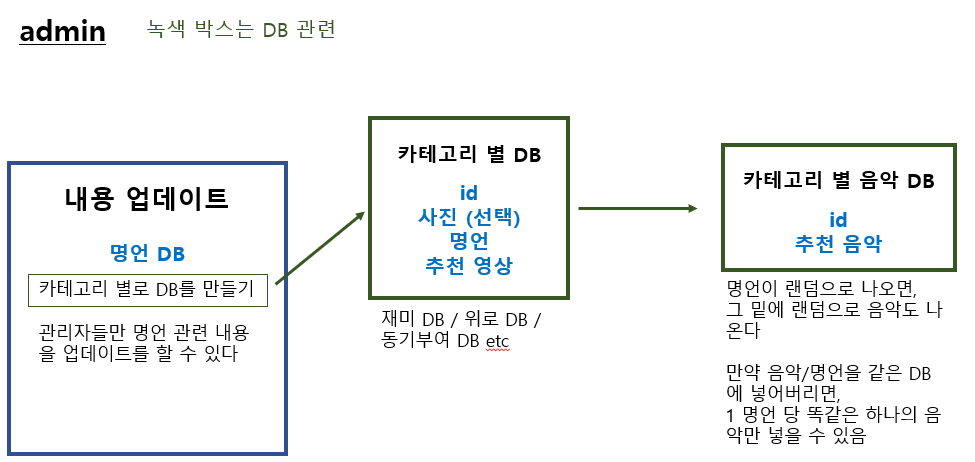 admin
녹색 박스는 DB 관련
내용 업데이트
명언 DB
카테고리 별로 DB를 만들기
관리자들만 명언 관련 내용
을 업데이트를 할 수 있다
카테고리 별 DB
id
사진 (선택)
명언
추천 영상
재미 DB / 위로 DB /
동기부여 DB etc
카테고리 별 음악 DB
id
추천 음악
명언이 랜덤으로 나오면,
그 밑에 랜덤으로 음악도 나
온다
만약 음악/명언을 같은 DB
에 넣어버리면,
1 명언 당 똑같은 하나의 음
악만 넣을 수 있음